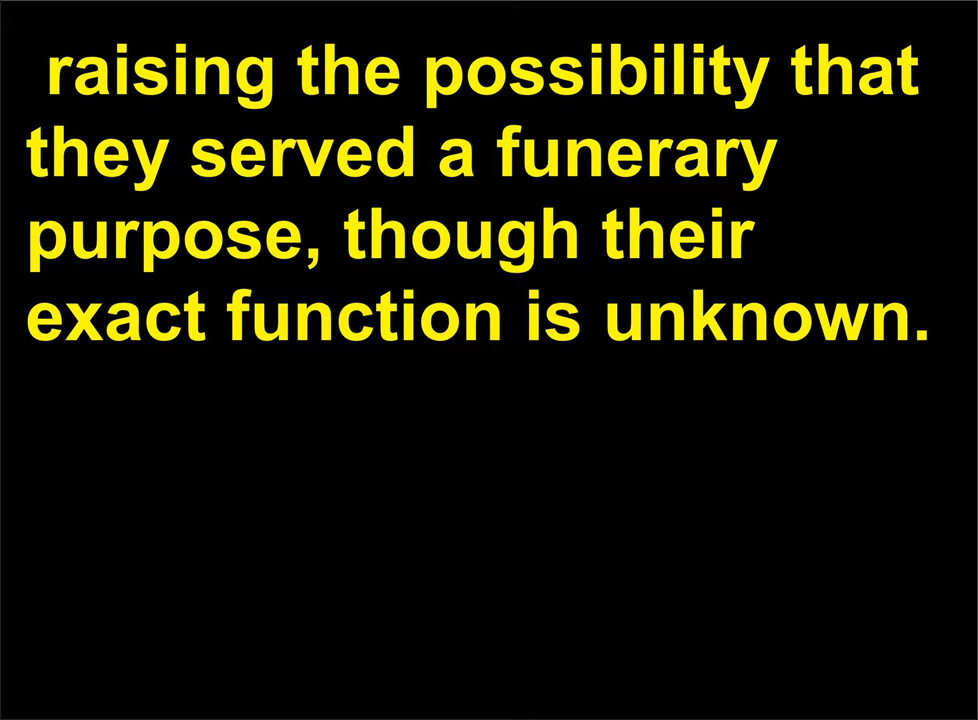 raising the possibility that
they served a funerary
purpose, though their
exact function is unknown.